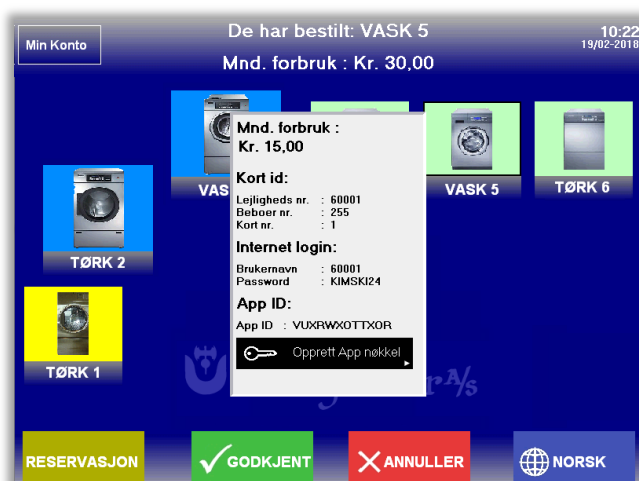 Min Konto
De har bestilt: VASK 5
10:22
19/02-2018
Mnd. forbruk : Kr. 30,00
Mnd. forbruk :
Kr. 15,00
Kort id:
Lejligheds nr. : 60001
Beboer nr. : 255
Kort nr. : 1
Internet login:
Brukernavn : 60001
Password : KIMSKI24
App ID:
App ID : VUXRWXOTTXOR
Opprett App nøkkel
VAS
VASK 5
TØRK 6
TØRK 2
TØRK 1
r A/s
RESERVASJON
GODKJENT
ANNULLER
NORSK